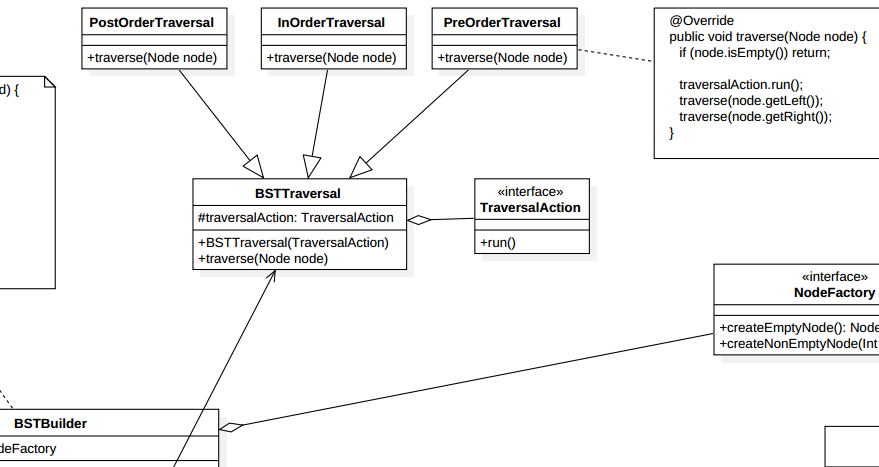 PostOrderTraversal
+traverse(Node node)
InOrderTraversal
+traverse(Node node)
PreOrderTraversal
+traverse(Node node)
@Override
public void traverse(Node node) {
if (node.isEmpty()) return;
traversalAction.run();
traverse(node.getLeft());
traverse(node.getRight());
}
d) {
BSTTraversal
#traversalAction: TraversalAction
+BSTTraversal(TraversalAction)
+traverse(Node node)
«interface»
TraversalAction
+run()
«interface»
NodeFactory
+createEmptyNode(): Node
+createNonEmptyNode(Int
BSTBuilder
deFactory